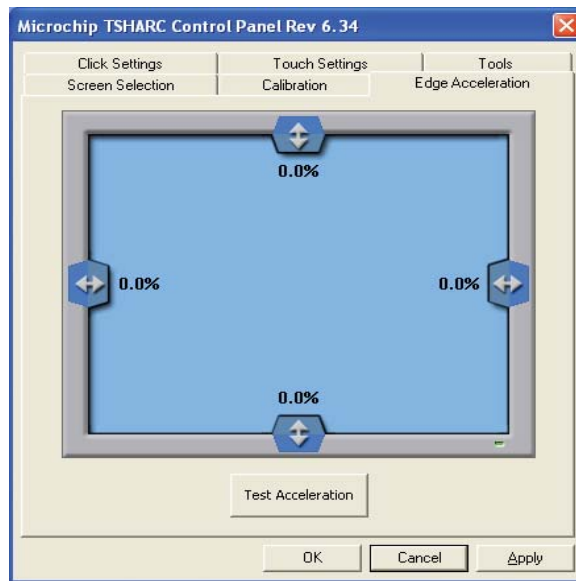 Microchip TSHARC Control Panel Rev 6.34
Click Settings Touch Settings Tools
Screen Selection Calibration Edge Acceleration
0.0%
0.0% 0.0%
0.0%
Test Acceleration
OK Cancel Apply